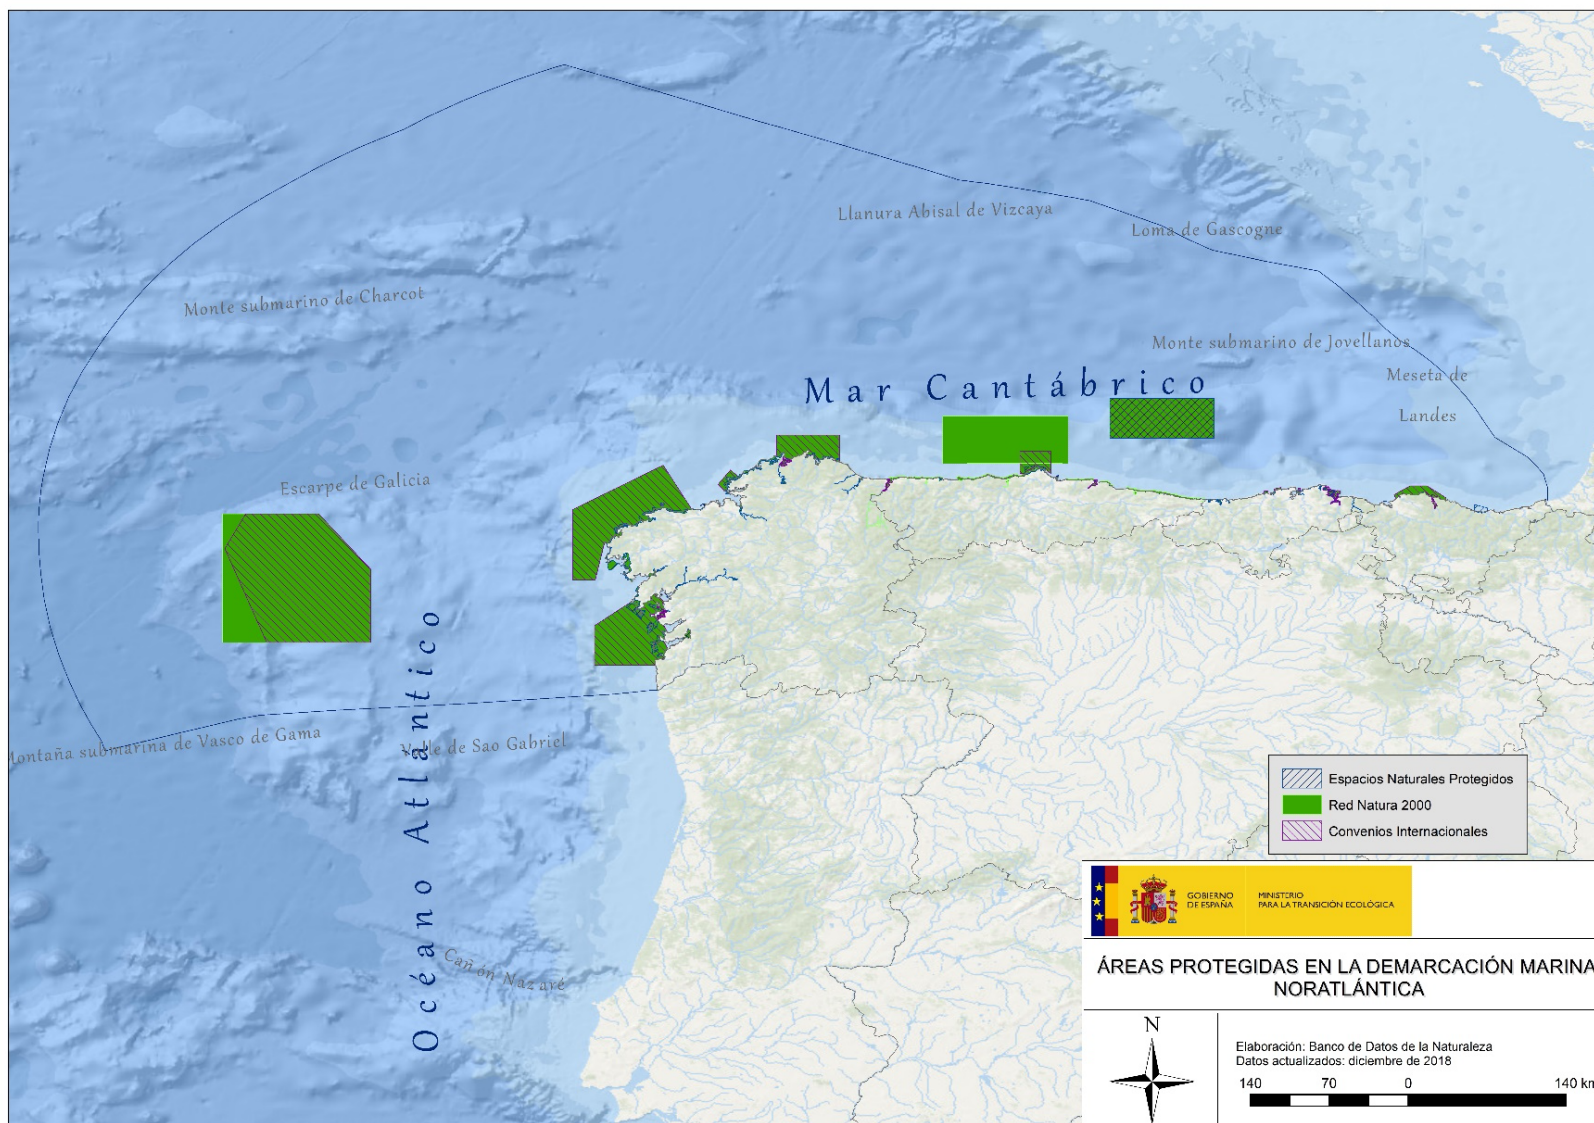 Llanura Abisal de Vizcaya
Loma de Gascogne
Monte submarino de Charcot
Monte submarino de Jovellanos
Mar Cantábrico
Meseta de
Landes
Escarpe de Galicia
Montaña submarina de Vasco de Gama
Valle de Sao Gabriel
Océano Atlántico
Cañón Nazaré
Espacios Naturales Protegidos
Red Natura 2000
Convenios Internacionales
GOBIERNO
DE ESPAÑA
MINISTERIO
PARA LA TRANSICIÓN ECOLÓGICA
ÁREAS PROTEGIDAS EN LA DEMARCACIÓN MARINA
NORATLÁNTICA
N
Elaboración: Banco de Datos de la Naturaleza
Datos actualizados: diciembre de 2018
140 70 0 140 km